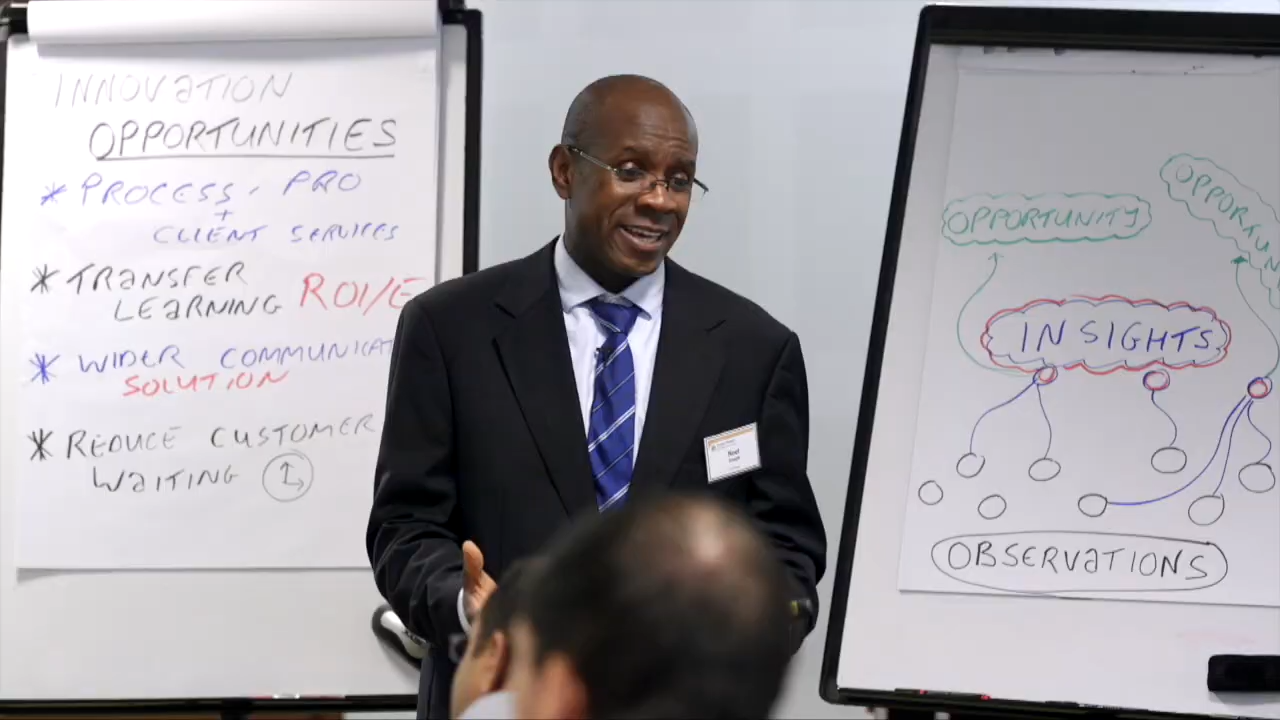 INNOVATION
OPPORTUNITIES
* PROCESS, PRO
+
CLIENT SERVICES
* TRANSFER
LEARNING ROI/E
* WIDER COMMUNICAT
SOLUTION
* REDUCE CUSTOMER
WAITING
Noel
OPPORTUNITY
OPPORTUN
INSIGHTS
OBSERVATIONS